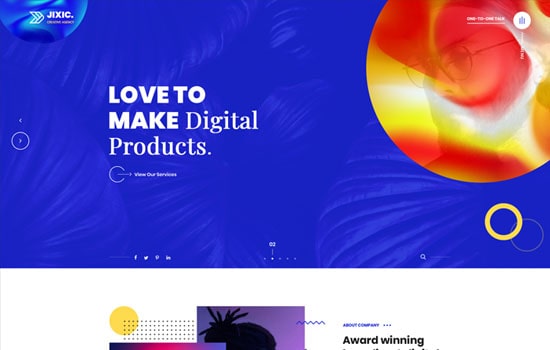 JIXIC.
CREATIVE AGENCY
ONE-TO-ONE TALK
LOVE TO
MAKE Digital
Products.
View Our Services
02
ABOUT COMPANY
Award winning